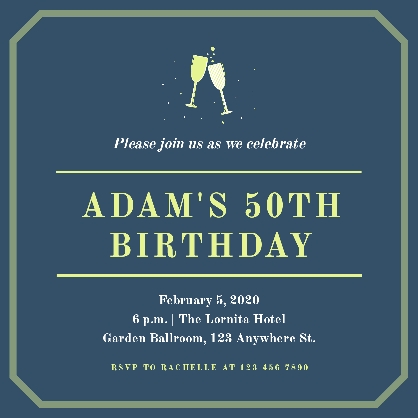 Please join us as we celebrate
ADAM'S 50TH
BIRTHDAY
February 5, 2020
6 p.m. | The Lornita Hotel
Garden Ballroom, 123 Anywhere St.
RSVP TO RACHELLE AT 123 456 7890